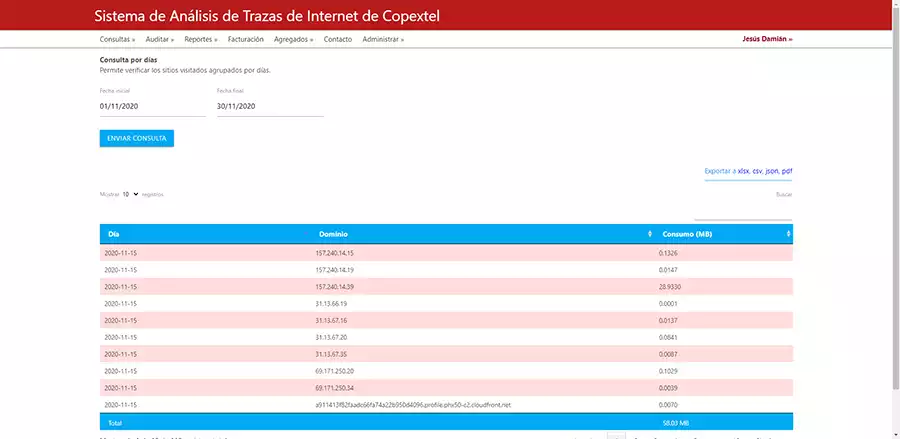 Sistema de Análisis de Trazas de Internet de Copextel
Consultas » Auditar » Reportes » Facturación Agregados » Contacto Administrar » Jesús Damián »
Consulta por días
Permite verificar los sitios visitados agrupados por días.
Fecha inicial Fecha final
01/11/2020 30/11/2020
ENVIAR CONSULTA
Exportar a xlsx, csv, json, pdf
Mostrar 10 registros Buscar
Día Dominio Consumo (MB)
2020-11-15 157.240.14.15 0.1326
2020-11-15 157.240.14.19 0.0147
2020-11-15 157.240.14.39 28.9330
2020-11-15 31.13.66.19 0.0001
2020-11-15 31.13.67.16 0.0137
2020-11-15 31.13.67.20 0.0841
2020-11-15 31.13.67.35 0.0087
2020-11-15 69.171.250.20 0.1029
2020-11-15 69.171.250.34 0.0039
2020-11-15 a911413f82faadc66fa74a22b950d4096.profile.phx50-c2.cloudfront.net 0.0070
Total 58.03 MB